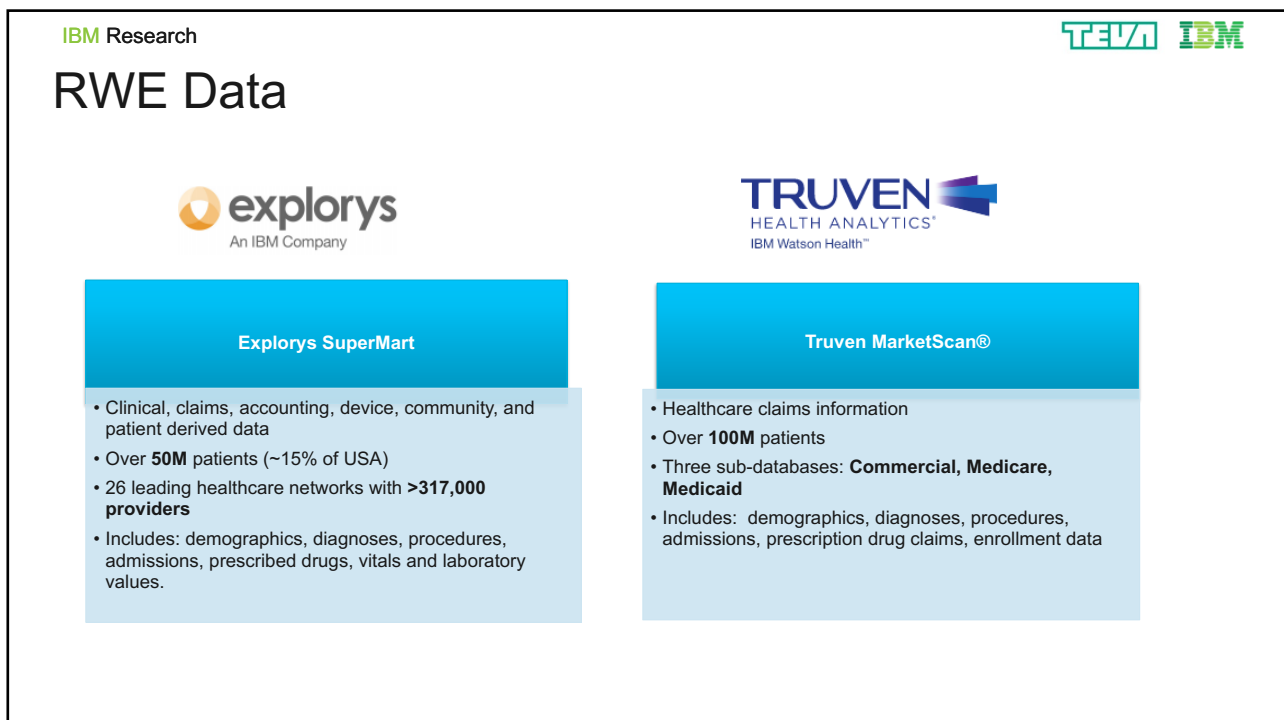 IBM Research
TEVA IBM
RWE Data
explorys
An IBM Company
TRUVEN
HEALTH ANALYTICS®
IBM Watson Health™
Explorys SuperMart
• Clinical, claims, accounting, device, community, and
patient derived data
• Over 50M patients (~15% of USA)
• 26 leading healthcare networks with >317,000
providers
• Includes: demographics, diagnoses, procedures,
admissions, prescribed drugs, vitals and laboratory
values.
Truven MarketScan®
• Healthcare claims information
• Over 100M patients
• Three sub-databases: Commercial, Medicare,
Medicaid
• Includes:  demographics, diagnoses, procedures,
admissions, prescription drug claims, enrollment data